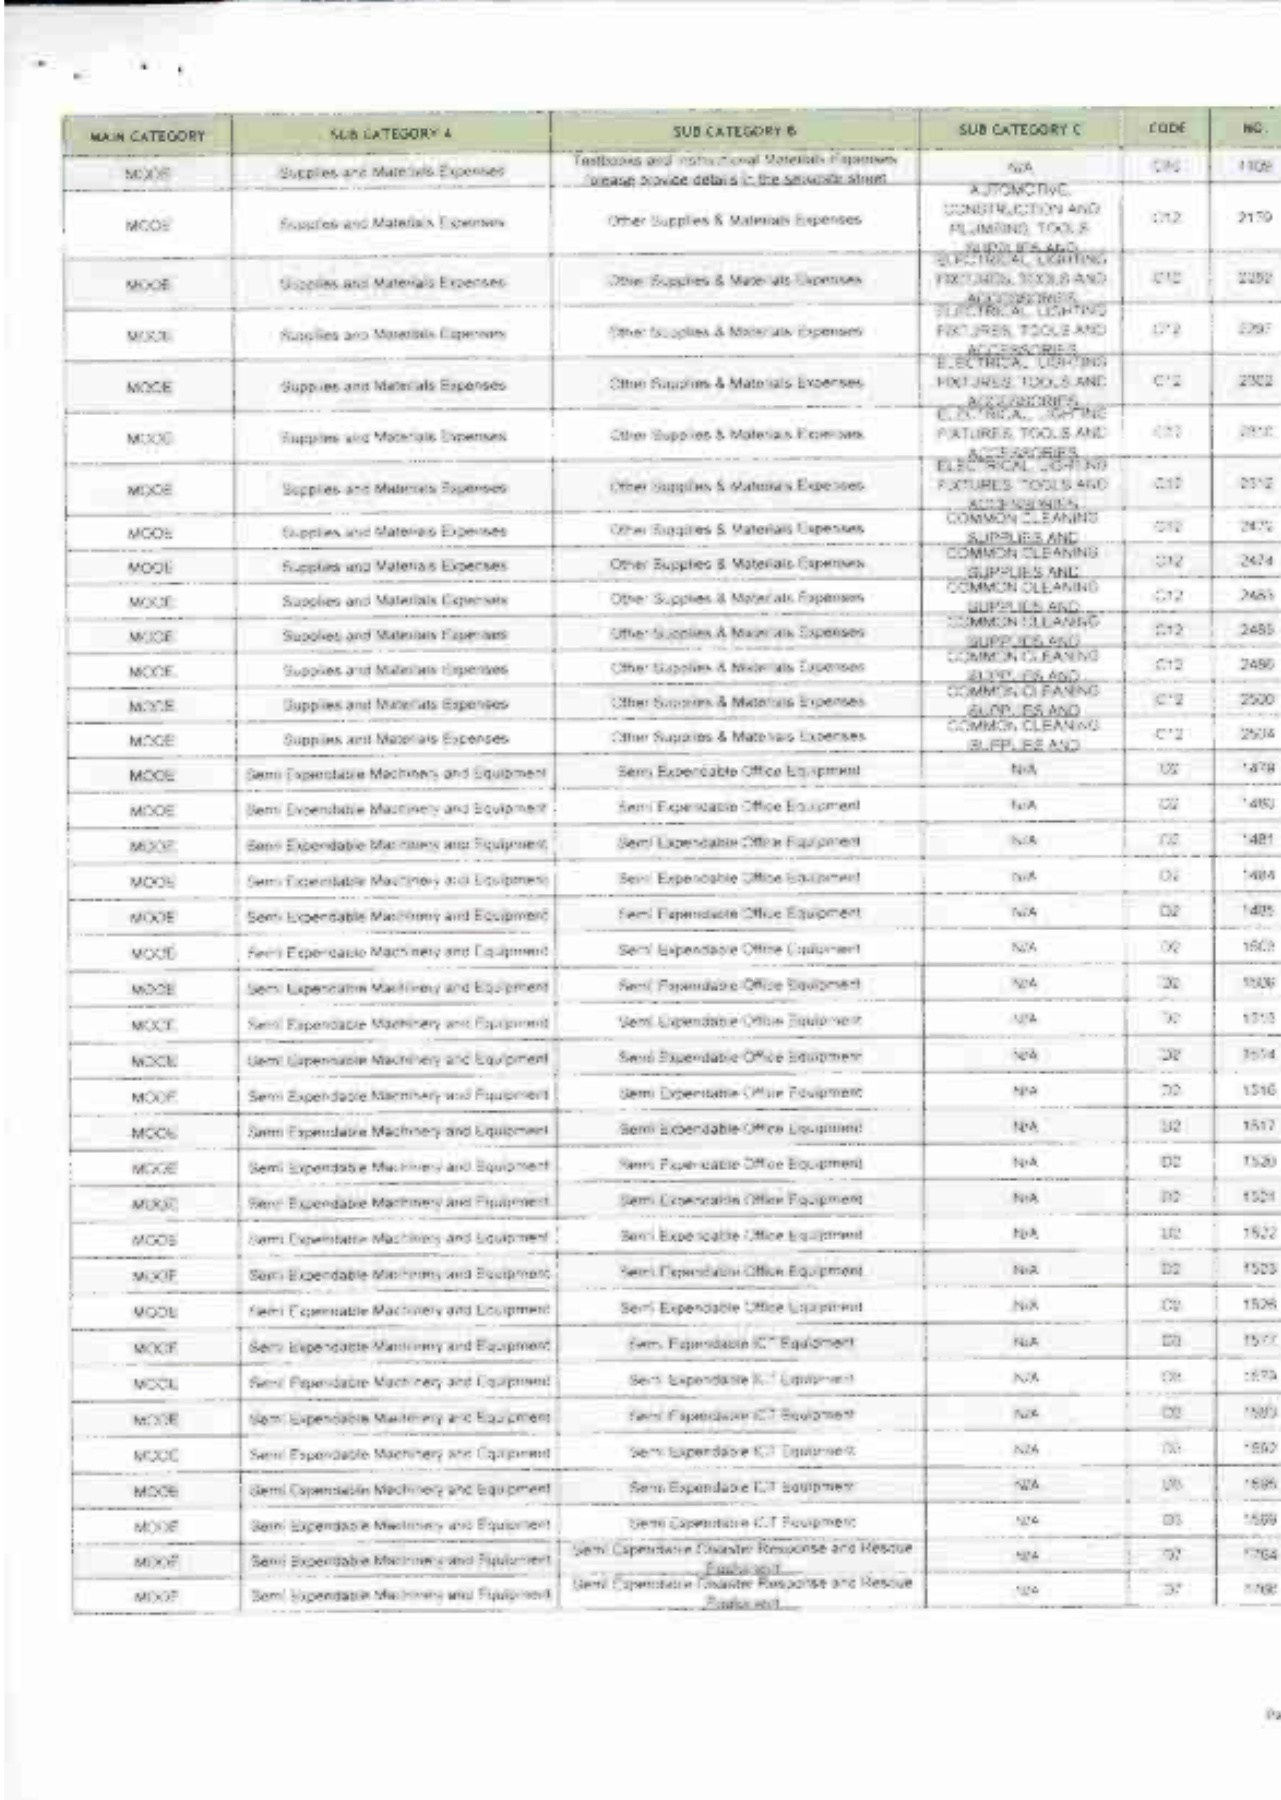 MAIN CATEGORY SUB CATEGORY A SUB CATEGORY B SUB CATEGORY C CODE NO.
MOOE Supplies and Materials Expenses Textbooks and Instructional Materials Expenses N/A
please provide details in the separate sheet
MOOE Supplies and Materials Expenses Other Supplies & Materials Expenses AUTOMOTIVE, CONSTRUCTION AND PLUMBING, TOOLS SUPPLIES AND C12 2179
MOOE Supplies and Materials Expenses Other Supplies & Materials Expenses ELECTRICAL, LIGHTING FIXTURES, TOOLS AND ACCESSORIES C12
MOOE Supplies and Materials Expenses Other Supplies & Materials Expenses ELECTRICAL, LIGHTING FIXTURES, TOOLS AND ACCESSORIES C12
MOOE Supplies and Materials Expenses Other Supplies & Materials Expenses ELECTRICAL, LIGHTING FIXTURES, TOOLS AND ACCESSORIES C12 2302
MOOE Supplies and Materials Expenses Other Supplies & Materials Expenses ELECTRICAL, LIGHTING FIXTURES, TOOLS AND ACCESSORIES C12 2310
MOOE Supplies and Materials Expenses Other Supplies & Materials Expenses ELECTRICAL, LIGHTING FIXTURES, TOOLS AND ACCESSORIES C12 2312
MOOE Supplies and Materials Expenses Other Supplies & Materials Expenses COMMON CLEANING SUPPLIES AND C12
MOOE Supplies and Materials Expenses Other Supplies & Materials Expenses COMMON CLEANING SUPPLIES AND C12 2474
MOOE Supplies and Materials Expenses Other Supplies & Materials Expenses COMMON CLEANING SUPPLIES AND C12
MOOE Supplies and Materials Expenses Other Supplies & Materials Expenses COMMON CLEANING SUPPLIES AND C12 2485
MOOE Supplies and Materials Expenses Other Supplies & Materials Expenses COMMON CLEANING SUPPLIES AND C12 2486
MOOE Supplies and Materials Expenses Other Supplies & Materials Expenses COMMON CLEANING SUPPLIES AND C12 2500
MOOE Supplies and Materials Expenses Other Supplies & Materials Expenses COMMON CLEANING SUPPLIES AND C12 2504
MOOE Semi Expendable Machinery and Equipment Semi Expendable Office Equipment N/A D2
MOOE Semi Expendable Machinery and Equipment Semi Expendable Office Equipment N/A D2 1480
MOOE Semi Expendable Machinery and Equipment Semi Expendable Office Equipment N/A D2 1481
MOOE Semi Expendable Machinery and Equipment Semi Expendable Office Equipment N/A D2 1484
MOOE Semi Expendable Machinery and Equipment Semi Expendable Office Equipment N/A D2 1485
MOOE Semi Expendable Machinery and Equipment Semi Expendable Office Equipment N/A D2
MOOE Semi Expendable Machinery and Equipment Semi Expendable Office Equipment N/A D2
MOOE Semi Expendable Machinery and Equipment Semi Expendable Office Equipment N/A D2
MOOE Semi Expendable Machinery and Equipment Semi Expendable Office Equipment N/A D2 1514
MOOE Semi Expendable Machinery and Equipment Semi Expendable Office Equipment N/A D2 1516
MOOE Semi Expendable Machinery and Equipment Semi Expendable Office Equipment N/A D2 1517
MOOE Semi Expendable Machinery and Equipment Semi Expendable Office Equipment N/A D2 1520
MOOE Semi Expendable Machinery and Equipment Semi Expendable Office Equipment N/A D2 1521
MOOE Semi Expendable Machinery and Equipment Semi Expendable Office Equipment N/A D2 1522
MOOE Semi Expendable Machinery and Equipment Semi Expendable Office Equipment N/A D2 1523
MOOE Semi Expendable Machinery and Equipment Semi Expendable Office Equipment N/A D2 1526
MOOE Semi Expendable Machinery and Equipment Semi Expendable ICT Equipment N/A D3 1577
MOOE Semi Expendable Machinery and Equipment Semi Expendable ICT Equipment N/A D3 1579
MOOE Semi Expendable Machinery and Equipment Semi Expendable ICT Equipment N/A D3
MOOE Semi Expendable Machinery and Equipment Semi Expendable ICT Equipment N/A D3
MOOE Semi Expendable Machinery and Equipment Semi Expendable ICT Equipment N/A D3
MOOE Semi Expendable Machinery and Equipment Semi Expendable ICT Equipment N/A D3
MOOE Semi Expendable Machinery and Equipment Semi Expendable Disaster Response and Rescue Equipment N/A D7 1764
MOOE Semi Expendable Machinery and Equipment Semi Expendable Disaster Response and Rescue Equipment N/A D7